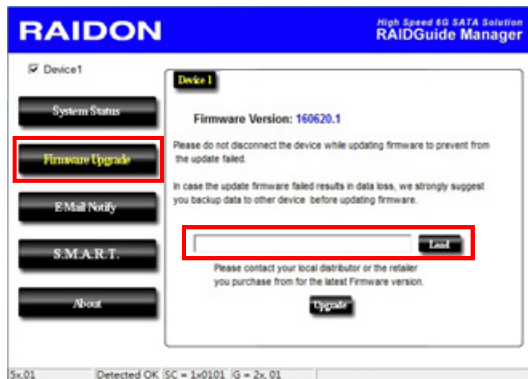 RAIDON
High Speed 6G SATA Solution
RAIDGuide Manager
Device1
System Status
Firmware Upgrade
E-Mail Notify
S.M.A.R.T.
About
Device 1
Firmware Version: 160620.1
Please do not disconnect the device while updating firmware to prevent from
the update failed.
In case the update firmware failed results in data loss, we strongly suggest
you backup data to other device before updating firmware.
Load
Please contact your local distributor or the retailer
you purchase from for the latest Firmware version.
Upgrade
5x.01 Detected OK SC = 1x0101 G = 2x. 01